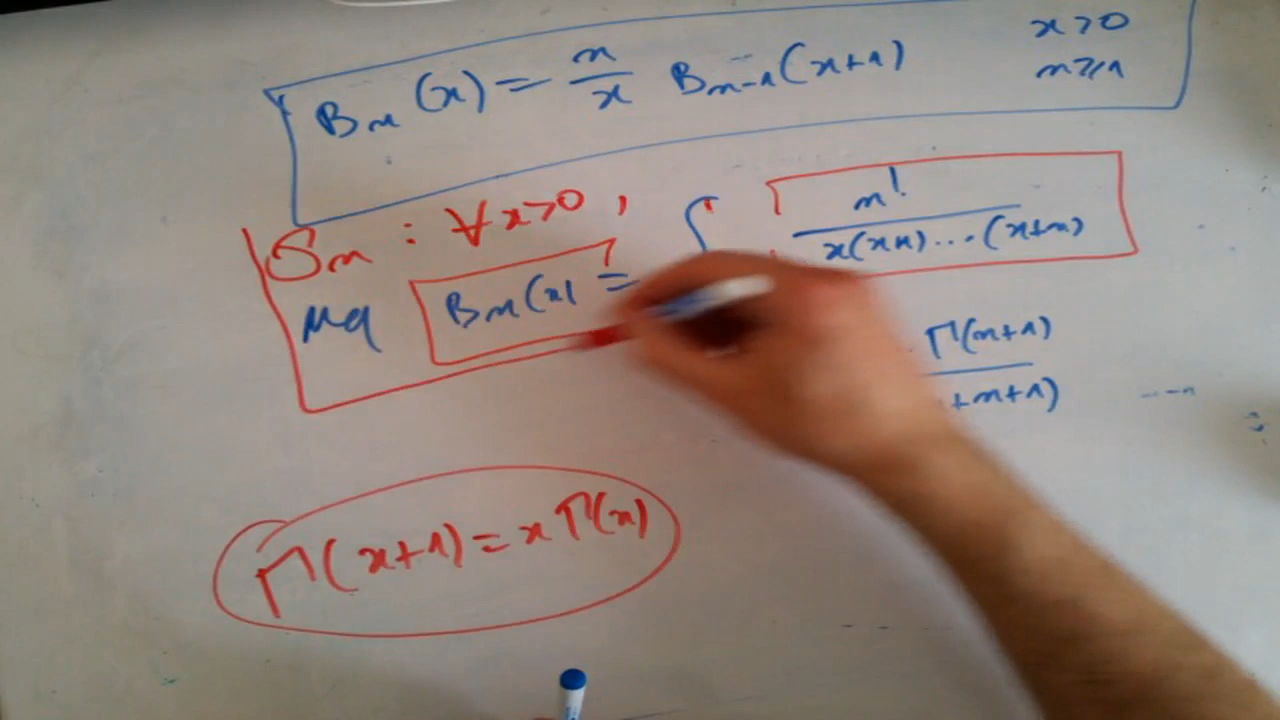 Bn(x) = n/x Bn-1(x+1) x>0
n≥1
Sn : ∀x>0, { n! / x(x+1)...(x+n)
Mq Bn(x) =
Γ(n+1) / +n+1)
Γ(x+1) = x Γ(x)